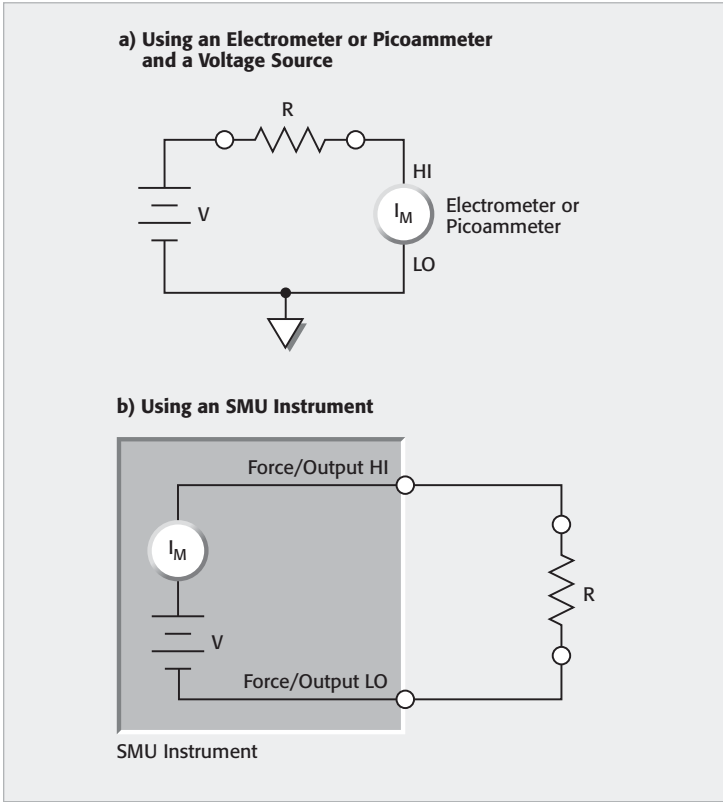 a) Using an Electrometer or Picoammeter
and a Voltage Source
R
HI
V
IM
Electrometer or
Picoammeter
LO
b) Using an SMU Instrument
Force/Output HI
IM
R
V
Force/Output LO
SMU Instrument